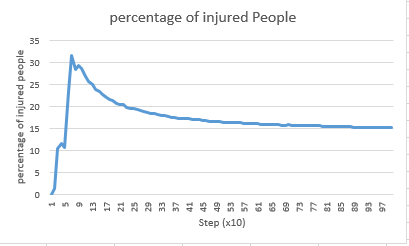 percentage of injured People
percentage of injured people
35
30
25
20
15
10
5
0
1 5 9 13 17 21 25 29 33 37 41 45 49 53 57 61 65 69 73 77 81 85 89 93 97
Step (x10)